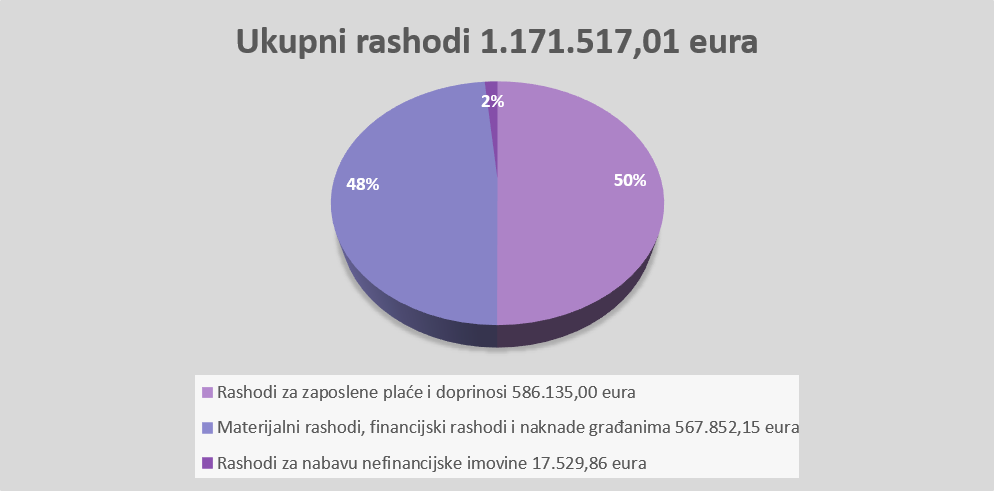 Ukupni rashodi 1.171.517,01 eura
2%
50%
48%
Rashodi za zaposlene plaće i doprinosi 586.135,00 eura
Materijalni rashodi, financijski rashodi i naknade građanima 567.852,15 eura
Rashodi za nabavu nefinancijske imovine 17.529,86 eura